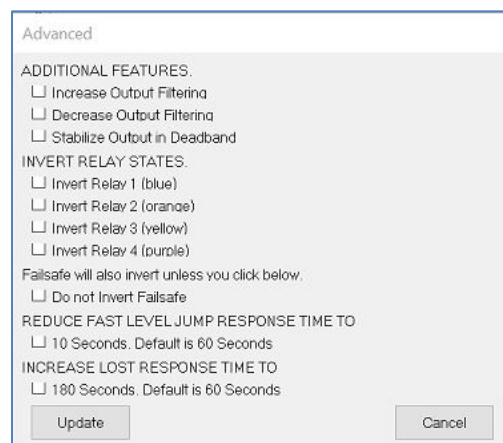 Advanced
ADDITIONAL FEATURES.
Increase Output Filtering
Decrease Output Filtering
Stabilize Output in Deadband
INVERT RELAY STATES.
Invert Relay 1 (blue)
Invert Relay 2 (orange)
Invert Relay 3 (yellow)
Invert Relay 4 (purple)
Failsafe will also invert unless you click below.
Do not Invert Failsafe
REDUCE FAST LEVEL JUMP RESPONSE TIME TO
10 Seconds. Default is 60 Seconds
INCREASE LOST RESPONSE TIME TO
180 Seconds. Default is 60 Seconds
Update Cancel